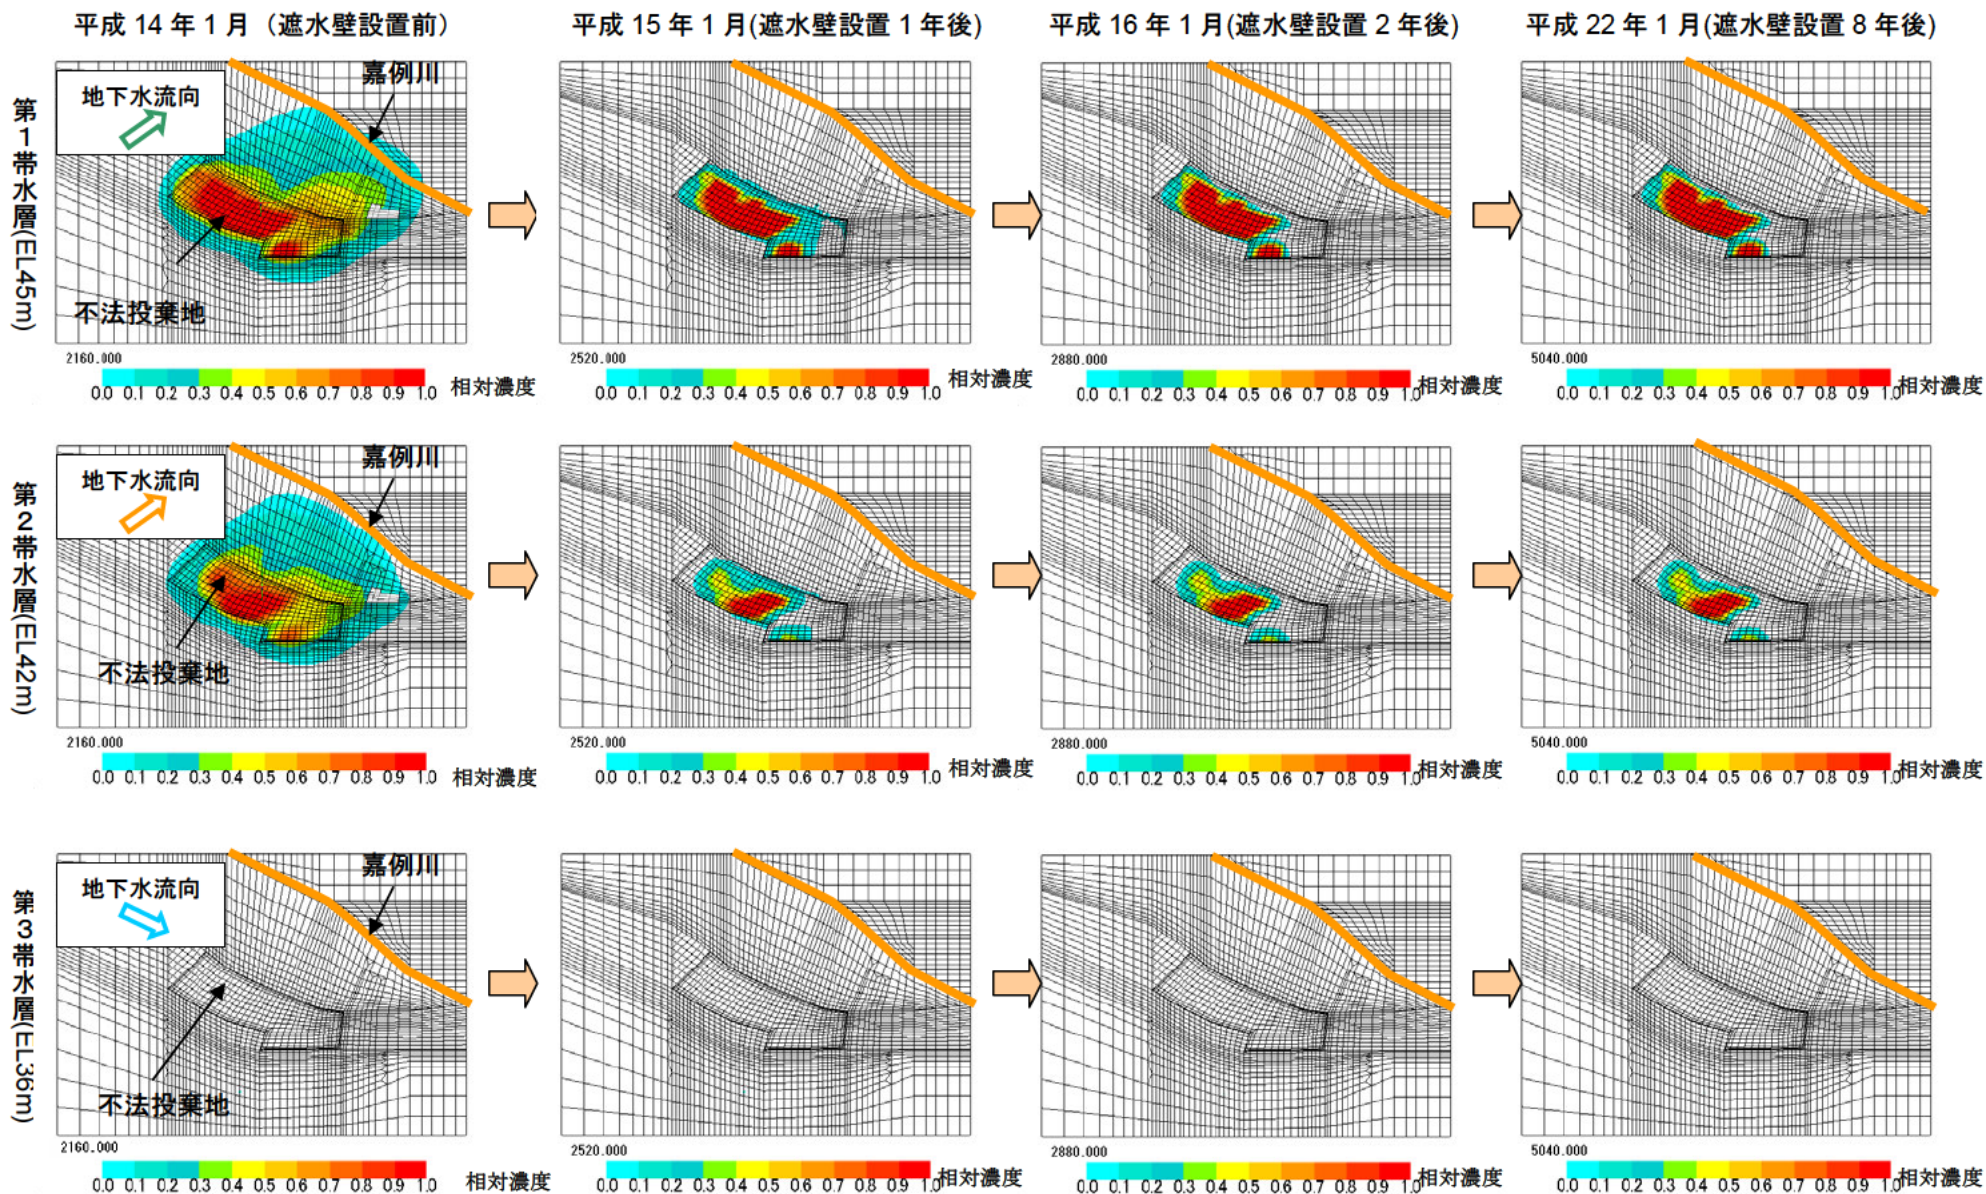 平成 14 年 1 月（遮水壁設置前）
平成 15 年 1 月(遮水壁設置 1 年後)
平成 16 年 1 月(遮水壁設置 2 年後)
平成 22 年 1 月(遮水壁設置 8 年後)
第1帯水層(EL45m)
地下水流向
嘉例川
不法投棄地
2160.000
2520.000
2880.000
5040.000
0.0 0.1 0.2 0.3 0.4 0.5 0.6 0.7 0.8 0.9 1.0 相対濃度
0.0 0.1 0.2 0.3 0.4 0.5 0.6 0.7 0.8 0.9 1.0 相対濃度
0.0 0.1 0.2 0.3 0.4 0.5 0.6 0.7 0.8 0.9 1.0 相対濃度
0.0 0.1 0.2 0.3 0.4 0.5 0.6 0.7 0.8 0.9 1.0 相対濃度
第2帯水層(EL42m)
地下水流向
嘉例川
不法投棄地
2160.000
2520.000
2880.000
5040.000
0.0 0.1 0.2 0.3 0.4 0.5 0.6 0.7 0.8 0.9 1.0 相対濃度
0.0 0.1 0.2 0.3 0.4 0.5 0.6 0.7 0.8 0.9 1.0 相対濃度
0.0 0.1 0.2 0.3 0.4 0.5 0.6 0.7 0.8 0.9 1.0 相対濃度
0.0 0.1 0.2 0.3 0.4 0.5 0.6 0.7 0.8 0.9 1.0 相対濃度
第3帯水層(EL36m)
地下水流向
嘉例川
不法投棄地
2160.000
2520.000
2880.000
5040.000
0.0 0.1 0.2 0.3 0.4 0.5 0.6 0.7 0.8 0.9 1.0 相対濃度
0.0 0.1 0.2 0.3 0.4 0.5 0.6 0.7 0.8 0.9 1.0 相対濃度
0.0 0.1 0.2 0.3 0.4 0.5 0.6 0.7 0.8 0.9 1.0 相対濃度
0.0 0.1 0.2 0.3 0.4 0.5 0.6 0.7 0.8 0.9 1.0 相対濃度